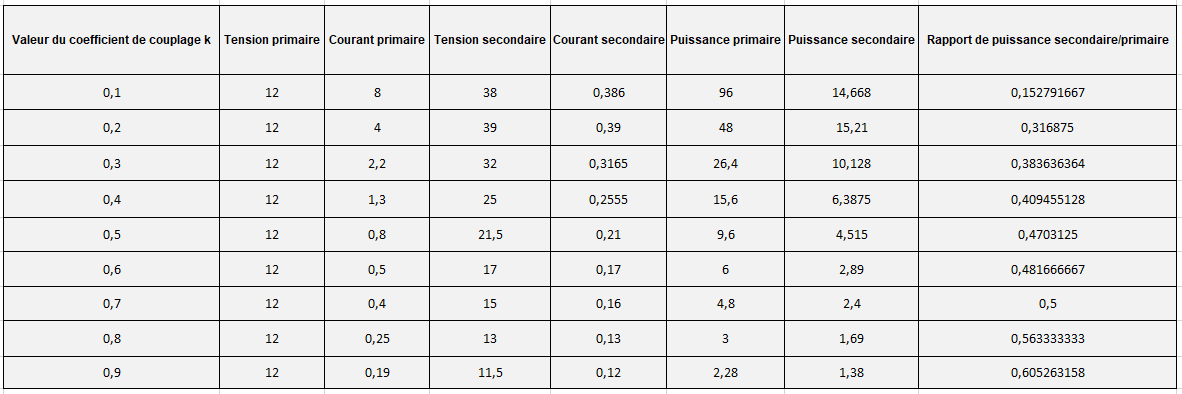 Valeur du coefficient de couplage k Tension primaire Courant primaire Tension secondaire Courant secondaire Puissance primaire Puissance secondaire Rapport de puissance secondaire/primaire
0,1 12 8 38 0,386 96 14,668 0,152791667
0,2 12 4 39 0,39 48 15,21 0,316875
0,3 12 2,2 32 0,3165 26,4 10,128 0,383636364
0,4 12 1,3 25 0,2555 15,6 6,3875 0,409455128
0,5 12 0,8 21,5 0,21 9,6 4,515 0,4703125
0,6 12 0,5 17 0,17 6 2,89 0,481666667
0,7 12 0,4 15 0,16 4,8 2,4 0,5
0,8 12 0,25 13 0,13 3 1,69 0,563333333
0,9 12 0,19 11,5 0,12 2,28 1,38 0,605263158